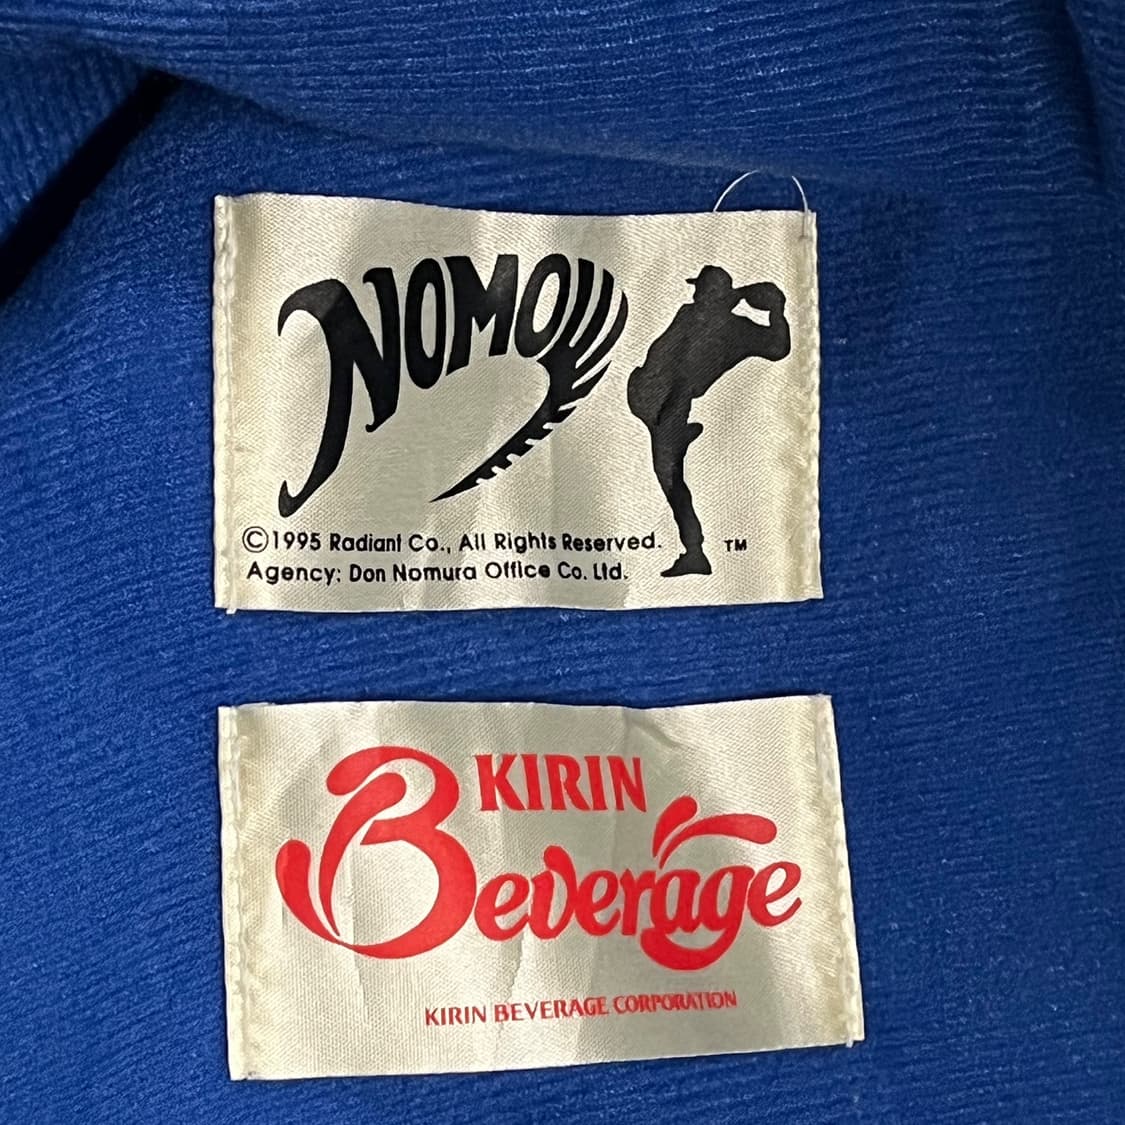 NOMO
©1995 Radiant Co., All Rights Reserved.
Agency: Don Nomura Office Co. Ltd.
TM
KIRIN
Beverage
KIRIN BEVERAGE CORPORATION